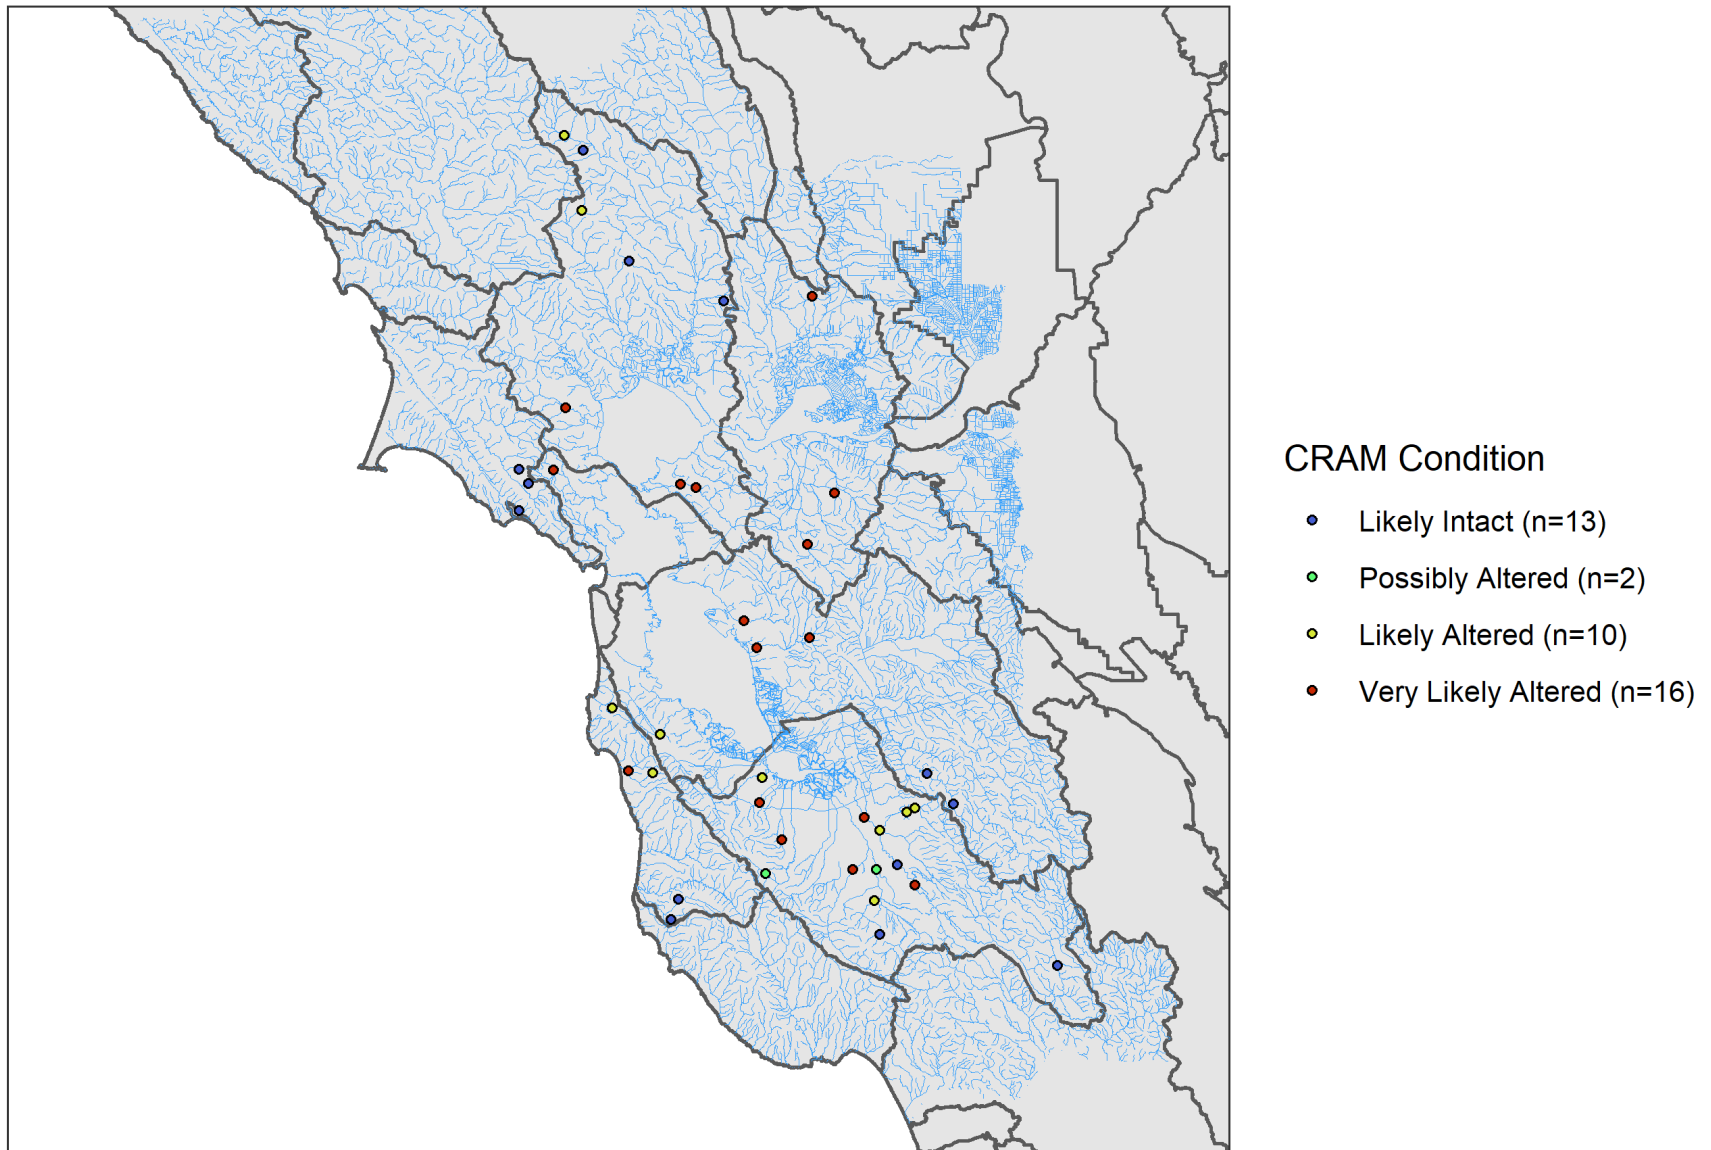 CRAM Condition
Likely Intact (n=13)
Possibly Altered (n=2)
Likely Altered (n=10)
Very Likely Altered (n=16)